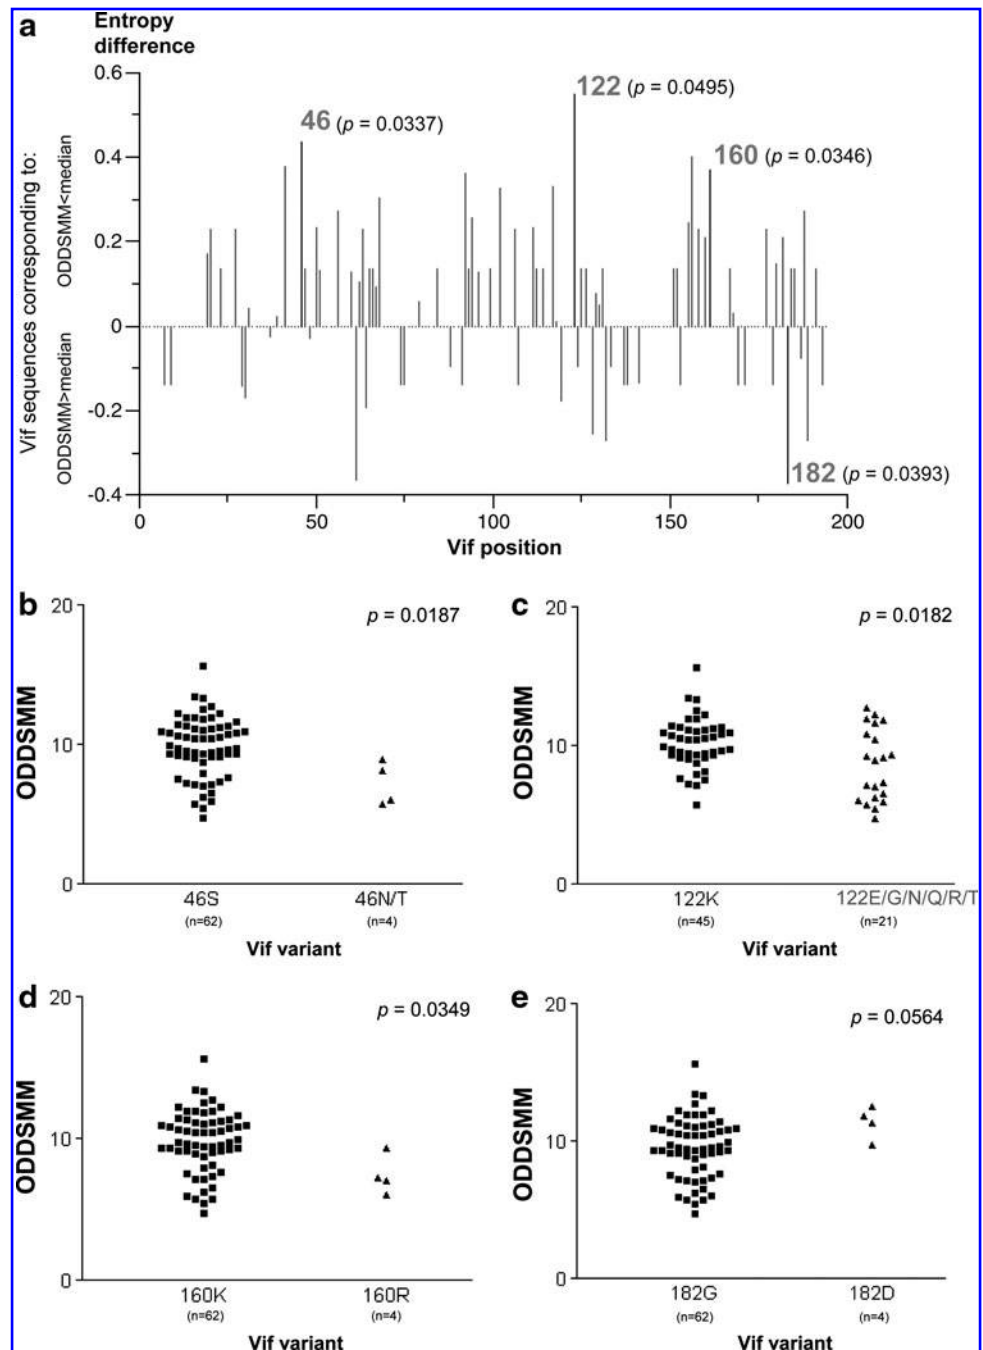 a
Entropy
difference
0.6
0.4
0.2
0
-0.2
-0.4
Vif sequences corresponding to:
ODDSMM<median
ODDSMM>median
46 (p = 0.0337)
122 (p = 0.0495)
160 (p = 0.0346)
182 (p = 0.0393)
0 50 100 150 200
Vif position
b
20
10
0
ODDSMM
p = 0.0187
46S 46N/T
(n=62) (n=4)
Vif variant
c
20
10
0
ODDSMM
p = 0.0182
122K 122E/G/N/Q/R/T
(n=45) (n=21)
Vif variant
d
20
10
0
ODDSMM
p = 0.0349
160K 160R
(n=62) (n=4)
Vif variant
e
20
10
0
ODDSMM
p = 0.0564
182G 182D
(n=62) (n=4)
Vif variant